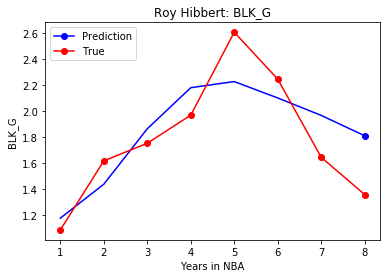 Roy Hibbert: BLK_G
Prediction
True
BLK_G
2.6
2.4
2.2
2.0
1.8
1.6
1.4
1.2
1 2 3 4 5 6 7 8
Years in NBA